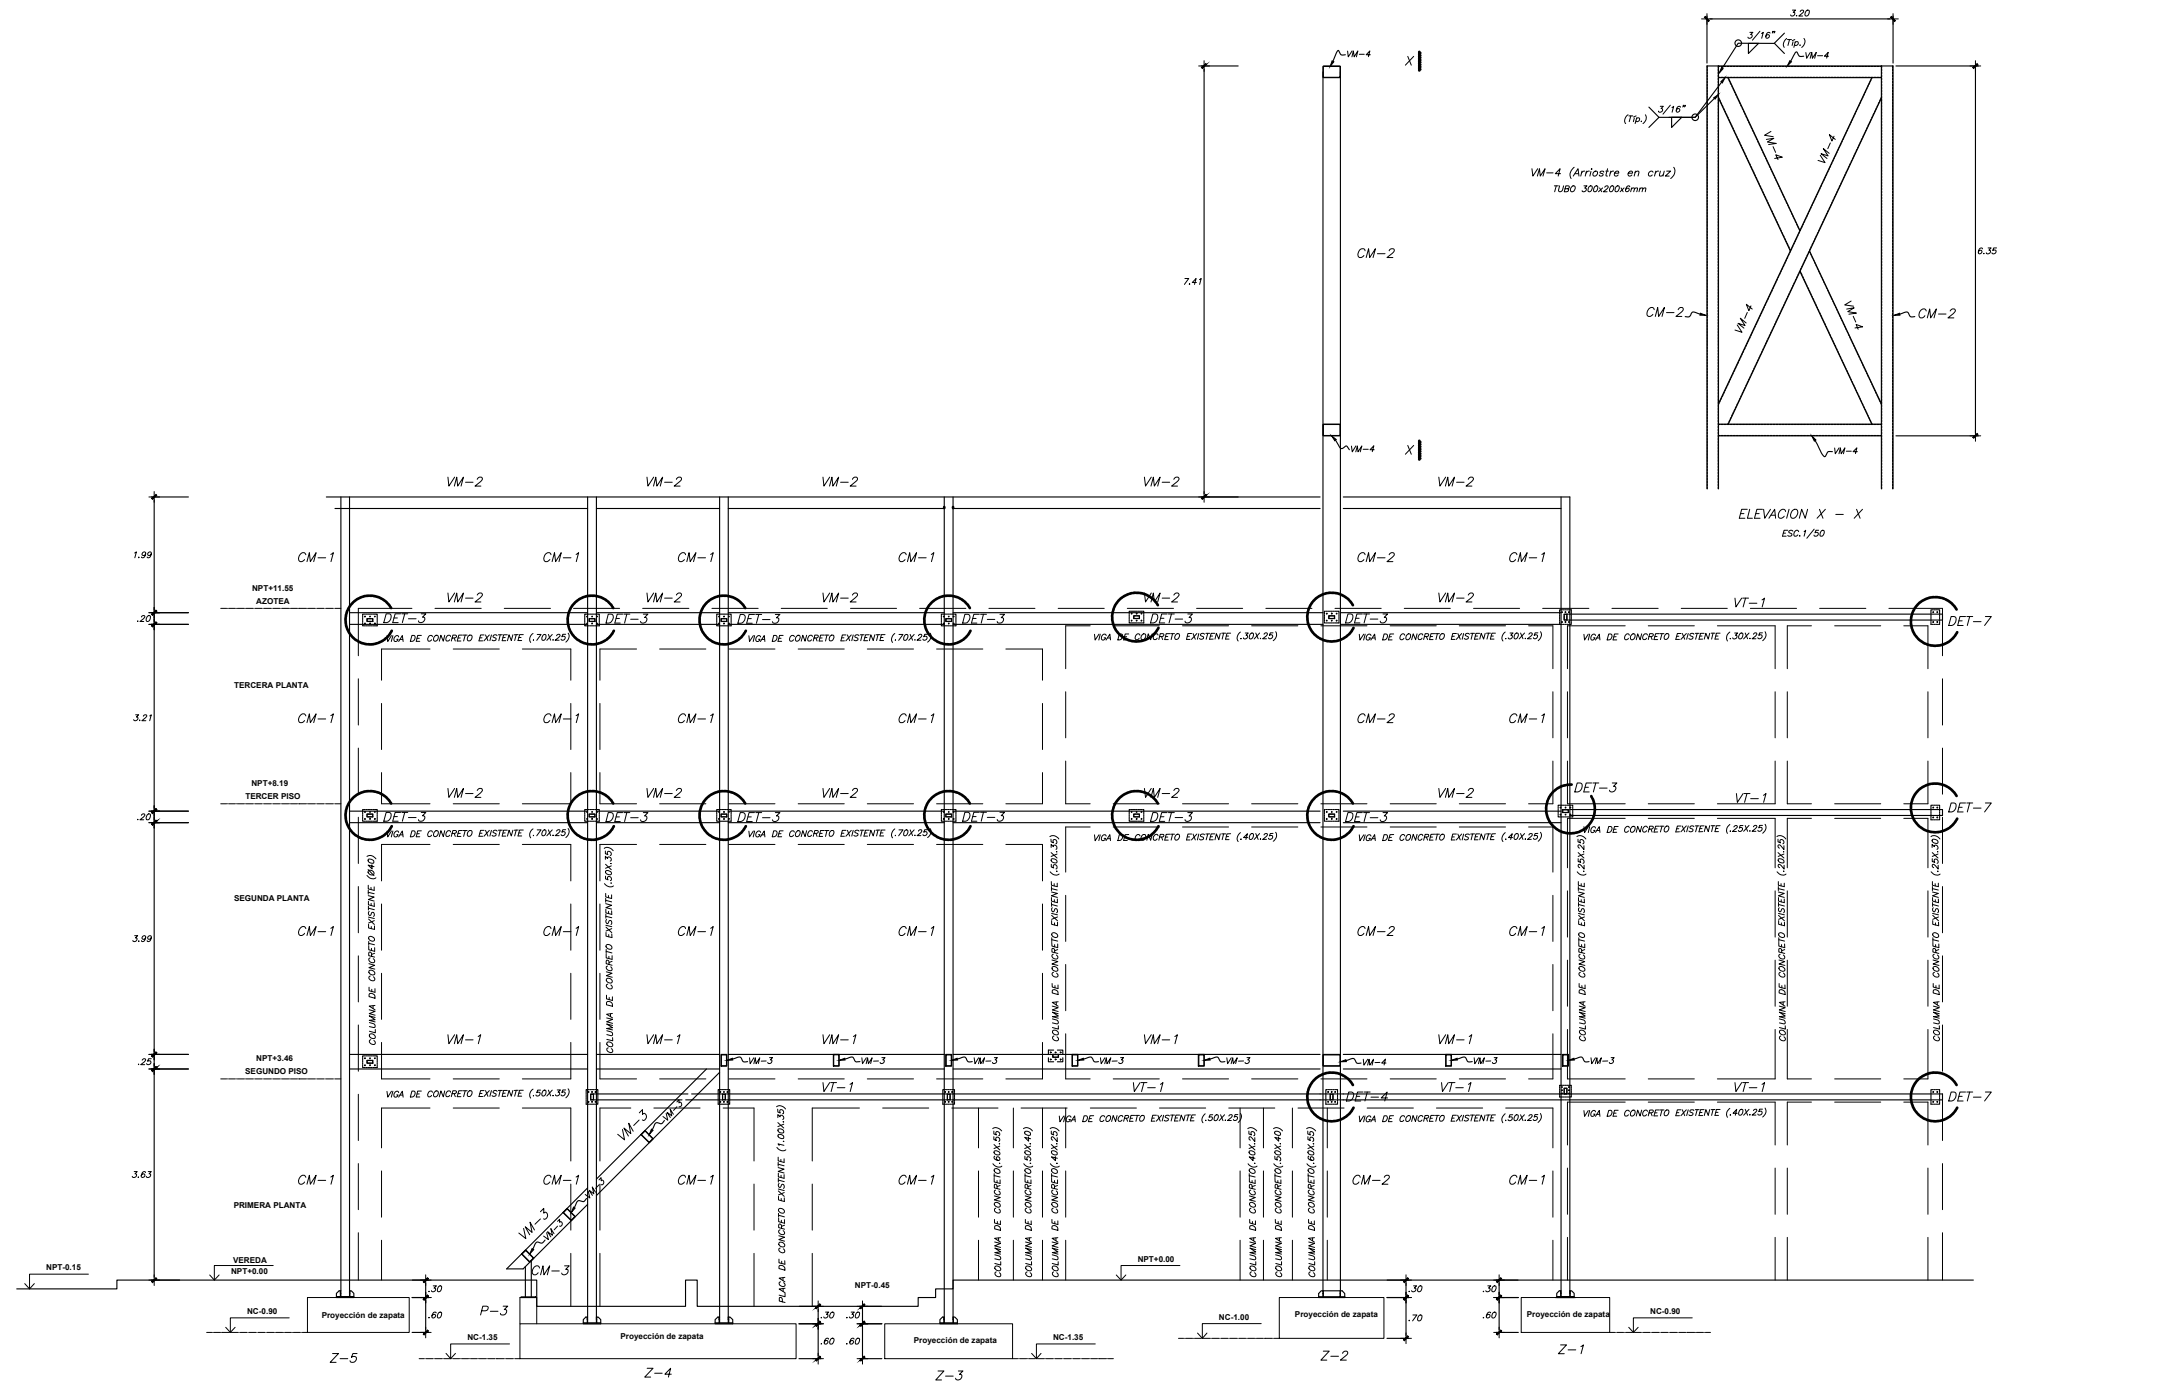 3.20
3/16"
(Típ.)
VM-4
VM-4
X
3/16"
(Típ.)
VM-4
VM-4
VM-4 (Arriostre en cruz)
TUBO 300x200x6mm
CM-2
6.35
7.41
VM-4
VM-4
CM-2
CM-2
VM-4
X
VM-4
VM-2
VM-2
VM-2
VM-2
VM-2
ELEVACION X - X
ESC.1/50
1.99
CM-1
CM-1
CM-1
CM-1
CM-2
CM-1
NPT+11.55
AZOTEA
VM-2
VM-2
VM-2
VM-2
VM-2
VT-1
.20
DET-3
DET-3
DET-3
DET-3
DET-3
DET-3
DET-7
VIGA DE CONCRETO EXISTENTE (.70X.25)
VIGA DE CONCRETO EXISTENTE (.70X.25)
VIGA DE CONCRETO EXISTENTE (.30X.25)
VIGA DE CONCRETO EXISTENTE (.30X.25)
VIGA DE CONCRETO EXISTENTE (.30X.25)
TERCERA PLANTA
3.21
CM-1
CM-1
CM-1
CM-1
CM-2
CM-1
NPT+8.19
TERCER PISO
VM-2
VM-2
VM-2
VM-2
VM-2
DET-3
VT-1
.20
DET-3
DET-3
DET-3
DET-3
DET-3
DET-3
DET-7
VIGA DE CONCRETO EXISTENTE (.70X.25)
VIGA DE CONCRETO EXISTENTE (.70X.25)
VIGA DE CONCRETO EXISTENTE (.40X.25)
VIGA DE CONCRETO EXISTENTE (.40X.25)
VIGA DE CONCRETO EXISTENTE (.25X.25)
COLUMNA DE CONCRETO EXISTENTE (Ø40)
COLUMNA DE CONCRETO EXISTENTE (.50X.35)
COLUMNA DE CONCRETO EXISTENTE (.50X.35)
COLUMNA DE CONCRETO EXISTENTE (.25X.25)
COLUMNA DE CONCRETO EXISTENTE (.20X.25)
COLUMNA DE CONCRETO EXISTENTE (.25X.30)
SEGUNDA PLANTA
3.99
CM-1
CM-1
CM-1
CM-1
CM-2
CM-1
VM-1
VM-1
VM-1
VM-1
VM-1
.25
NPT+3.46
SEGUNDO PISO
VM-3
VM-3
VM-3
VM-3
VM-3
VM-4
VM-3
VM-3
VIGA DE CONCRETO EXISTENTE (.50X.35)
VT-1
VT-1
VT-1
DET-4
DET-7
VIGA DE CONCRETO EXISTENTE (.50X.25)
VIGA DE CONCRETO EXISTENTE (.50X.25)
VIGA DE CONCRETO EXISTENTE (.40X.25)
VM-3
VM-3
3.63
CM-1
CM-1
CM-1
CM-1
CM-2
CM-1
PRIMERA PLANTA
VM-3
VM-3
VM-3
PLACA DE CONCRETO EXISTENTE (1.00X.35)
COLUMNA DE CONCRETO(.60X.55)
COLUMNA DE CONCRETO(.50X.40)
COLUMNA DE CONCRETO(.40X.25)
COLUMNA DE CONCRETO(.40X.25)
COLUMNA DE CONCRETO(.50X.40)
COLUMNA DE CONCRETO(.60X.55)
NPT-0.15
VEREDA
NPT+0.00
CM-3
NPT-0.45
NPT+0.00
.30
.30
.30
.30
.30
NC-0.90
Proyección de zapata
.60
P-3
NC-1.35
Proyección de zapata
.60
.60
Proyección de zapata
NC-1.35
NC-1.00
Proyección de zapata
.70
.60
Proyección de zapata
NC-0.90
Z-5
Z-4
Z-3
Z-2
Z-1